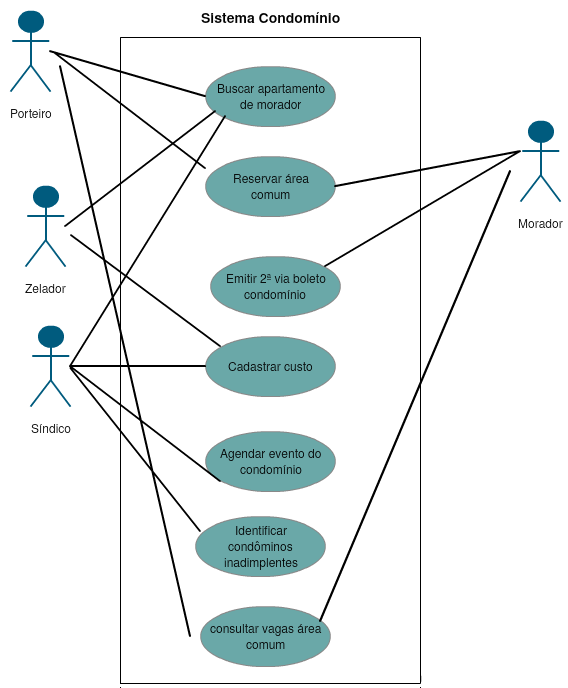 Sistema Condomínio
Porteiro
Buscar apartamento
de morador
Reservar área
comum
Morador
Zelador
Emitir 2ª via boleto
condomínio
Cadastrar custo
Síndico
Agendar evento do
condomínio
Identificar
condôminos
inadimplentes
consultar vagas área
comum